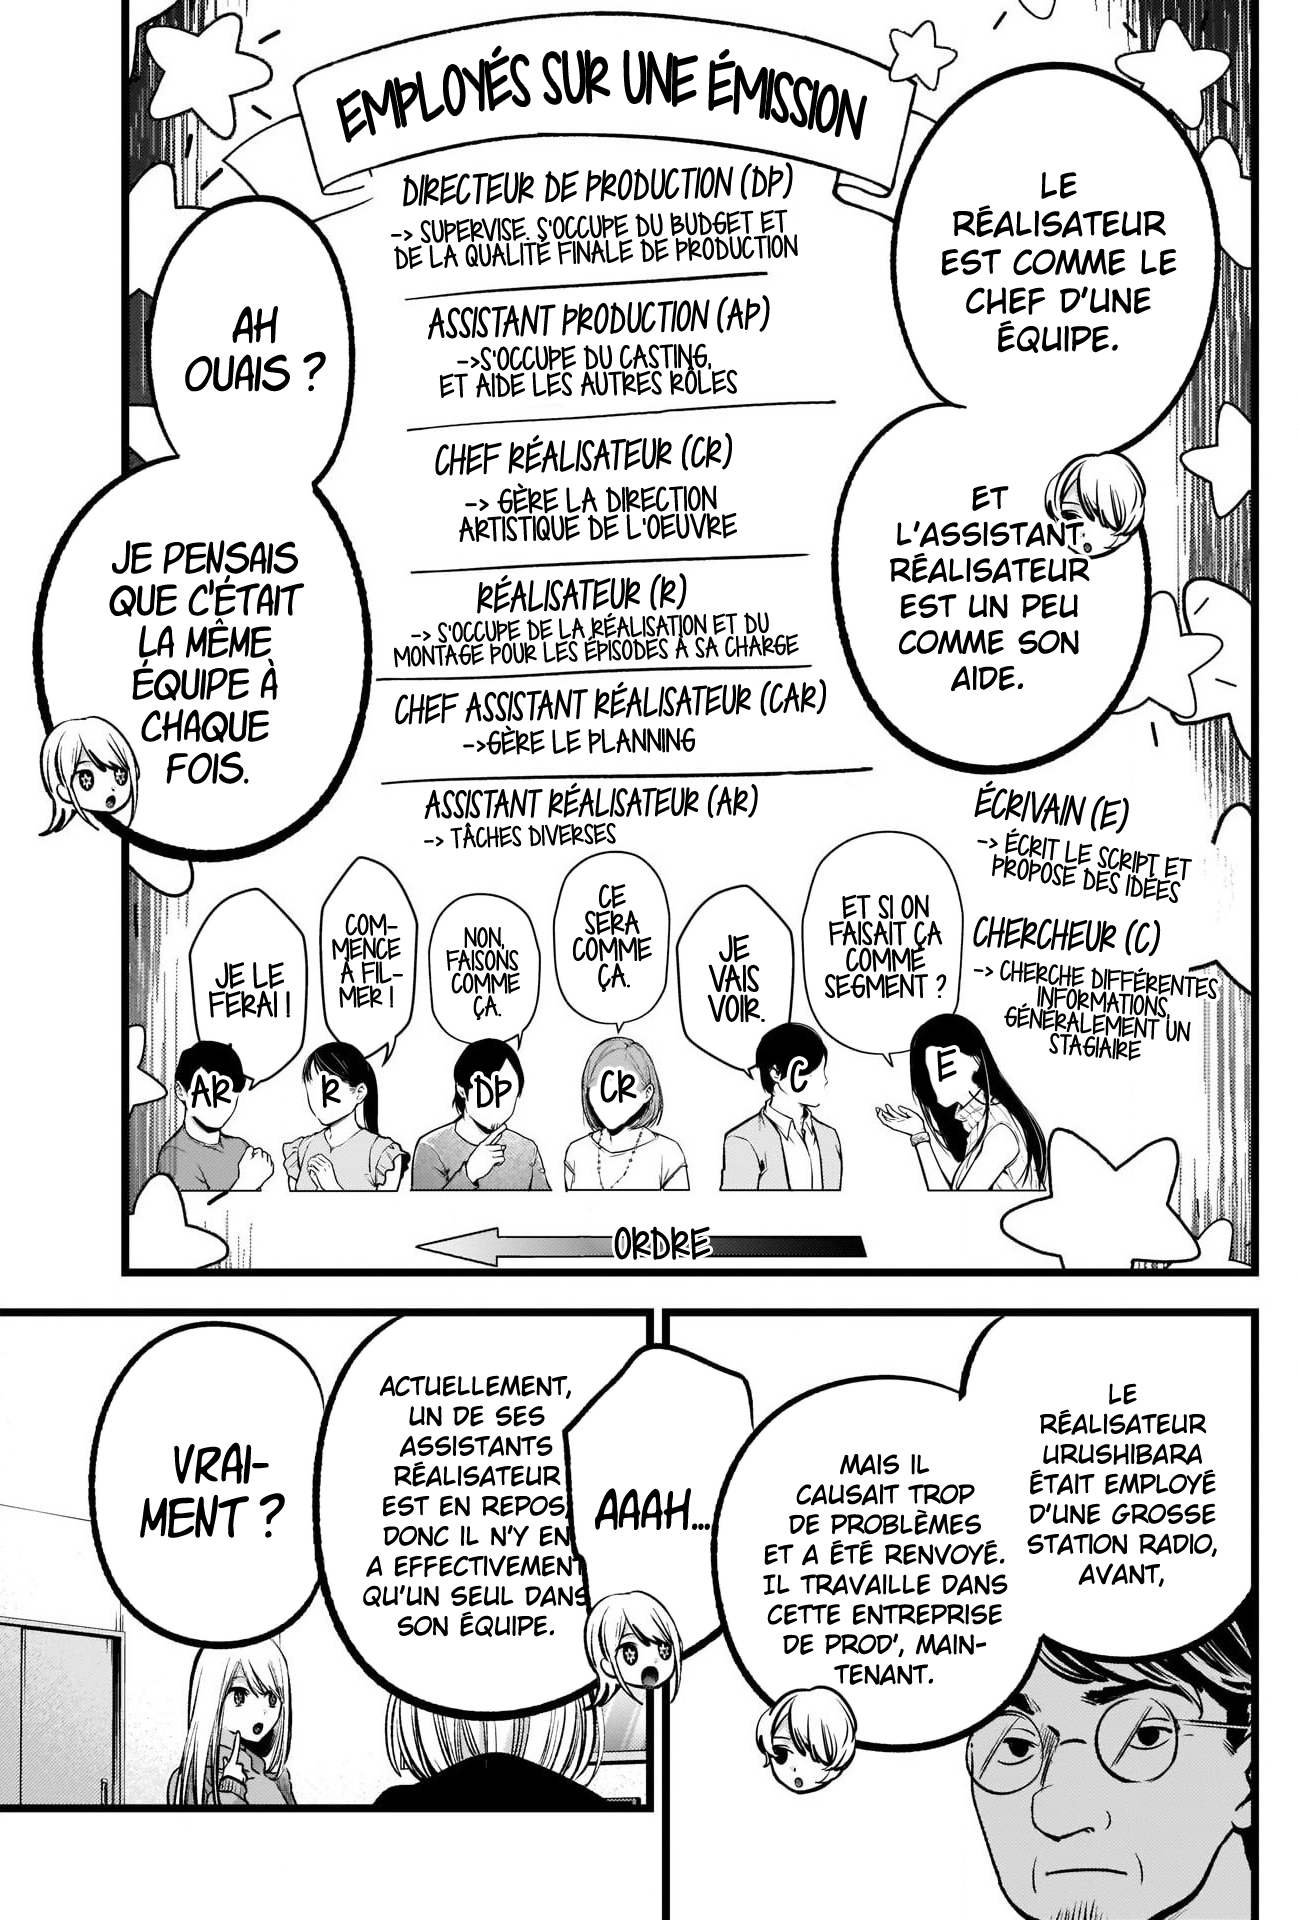 EMPLOYÉS SUR UNE ÉMISSION
LE
RÉALISATEUR
EST COMME LE
CHEF D'UNE
ÉQUIPE.
ET
L'ASSISTANT
RÉALISATEUR
EST UN PEU
COMME SON
AIDE.
DIRECTEUR DE PRODUCTION (DP)
-> SUPERVISE. S'OCCUPE DU BUDGET ET
DE LA QUALITÉ FINALE DE PRODUCTION
ASSISTANT PRODUCTION (AP)
->S'OCCUPE DU CASTING,
ET AIDE LES AUTRES RÔLES
CHEF RÉALISATEUR (CR)
-> GÈRE LA DIRECTION
ARTISTIQUE DE L'OEUVRE
RÉALISATEUR (R)
-> S'OCCUPE DE LA RÉALISATION ET DU
MONTAGE POUR LES ÉPISODES À SA CHARGE
CHEF ASSISTANT RÉALISATEUR (CAR)
->GÈRE LE PLANNING
ASSISTANT RÉALISATEUR (AR)
-> TÂCHES DIVERSES
ÉCRIVAIN (E)
-> ÉCRIT LE SCRIPT ET
PROPOSE DES IDÉES
CHERCHEUR (C)
-> CHERCHE DIFFÉRENTES
INFORMATIONS,
GÉNÉRALEMENT UN
STAGIAIRE
AH
OUAIS ?
JE PENSAIS
QUE C'ÉTAIT
LA MÊME
ÉQUIPE À
CHAQUE
FOIS.
ET SI ON
FAISAIT ÇA
COMME
SEGMENT ?
JE
VAIS
VOIR.
CE
SERA
COMME
ÇA.
NON,
FAISONS
COMME
ÇA.
COM-
MENCE
À FIL-
MER !
JE LE
FERAI !
AR
R
DP
CR
C
E
ORDRE
LE
RÉALISATEUR
URUSHIBARA
ÉTAIT EMPLOYÉ
D'UNE GROSSE
STATION RADIO,
AVANT,
MAIS IL
CAUSAIT TROP
DE PROBLÈMES
ET A ÉTÉ RENVOYÉ.
IL TRAVAILLE DANS
CETTE ENTREPRISE
DE PROD', MAIN-
TENANT.
AAAH...
ACTUELLEMENT,
UN DE SES
ASSISTANTS
RÉALISATEUR
EST EN REPOS,
DONC IL N'Y EN
A EFFECTIVEMENT
QU'UN SEUL DANS
SON ÉQUIPE.
VRAI-
MENT ?